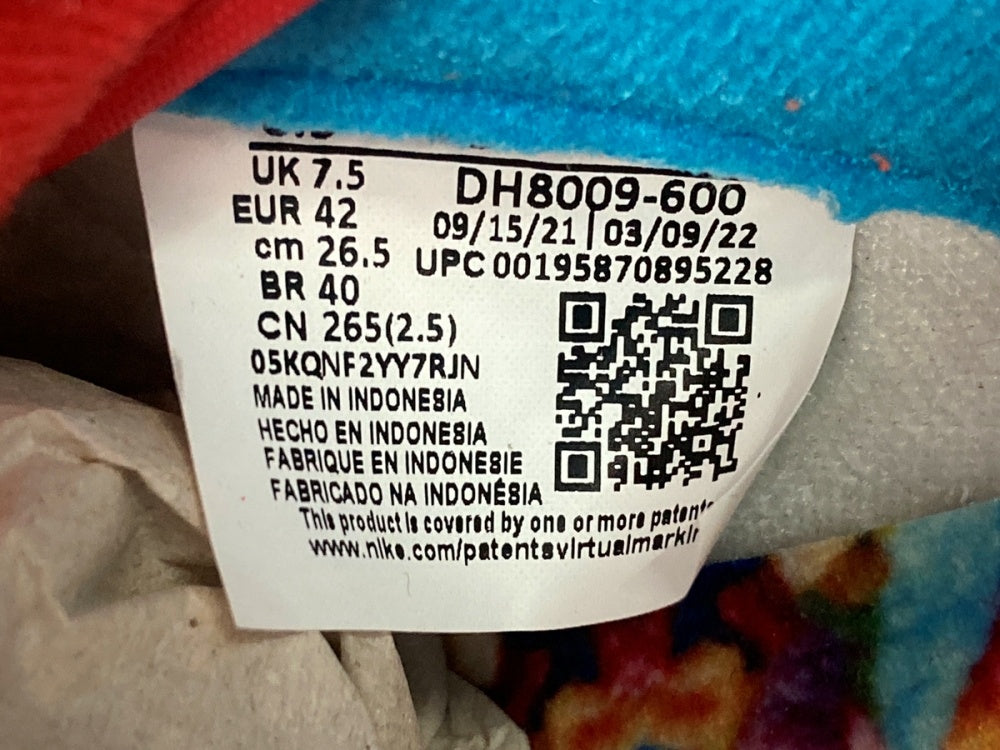 UK 7.5
EUR 42
cm 26.5
BR 40
CN 265(2.5)
DH8009-600
09/15/21 | 03/09/22
UPC 00195870895228
05KQNF2YY7RJN
MADE IN INDONESIA
HECHO EN INDONESIA
FABRIQUE EN INDONESIE
FABRICADO NA INDONÉSIA
This product is covered by one or more patent
www.nike.com/patentsvirtualmarkin